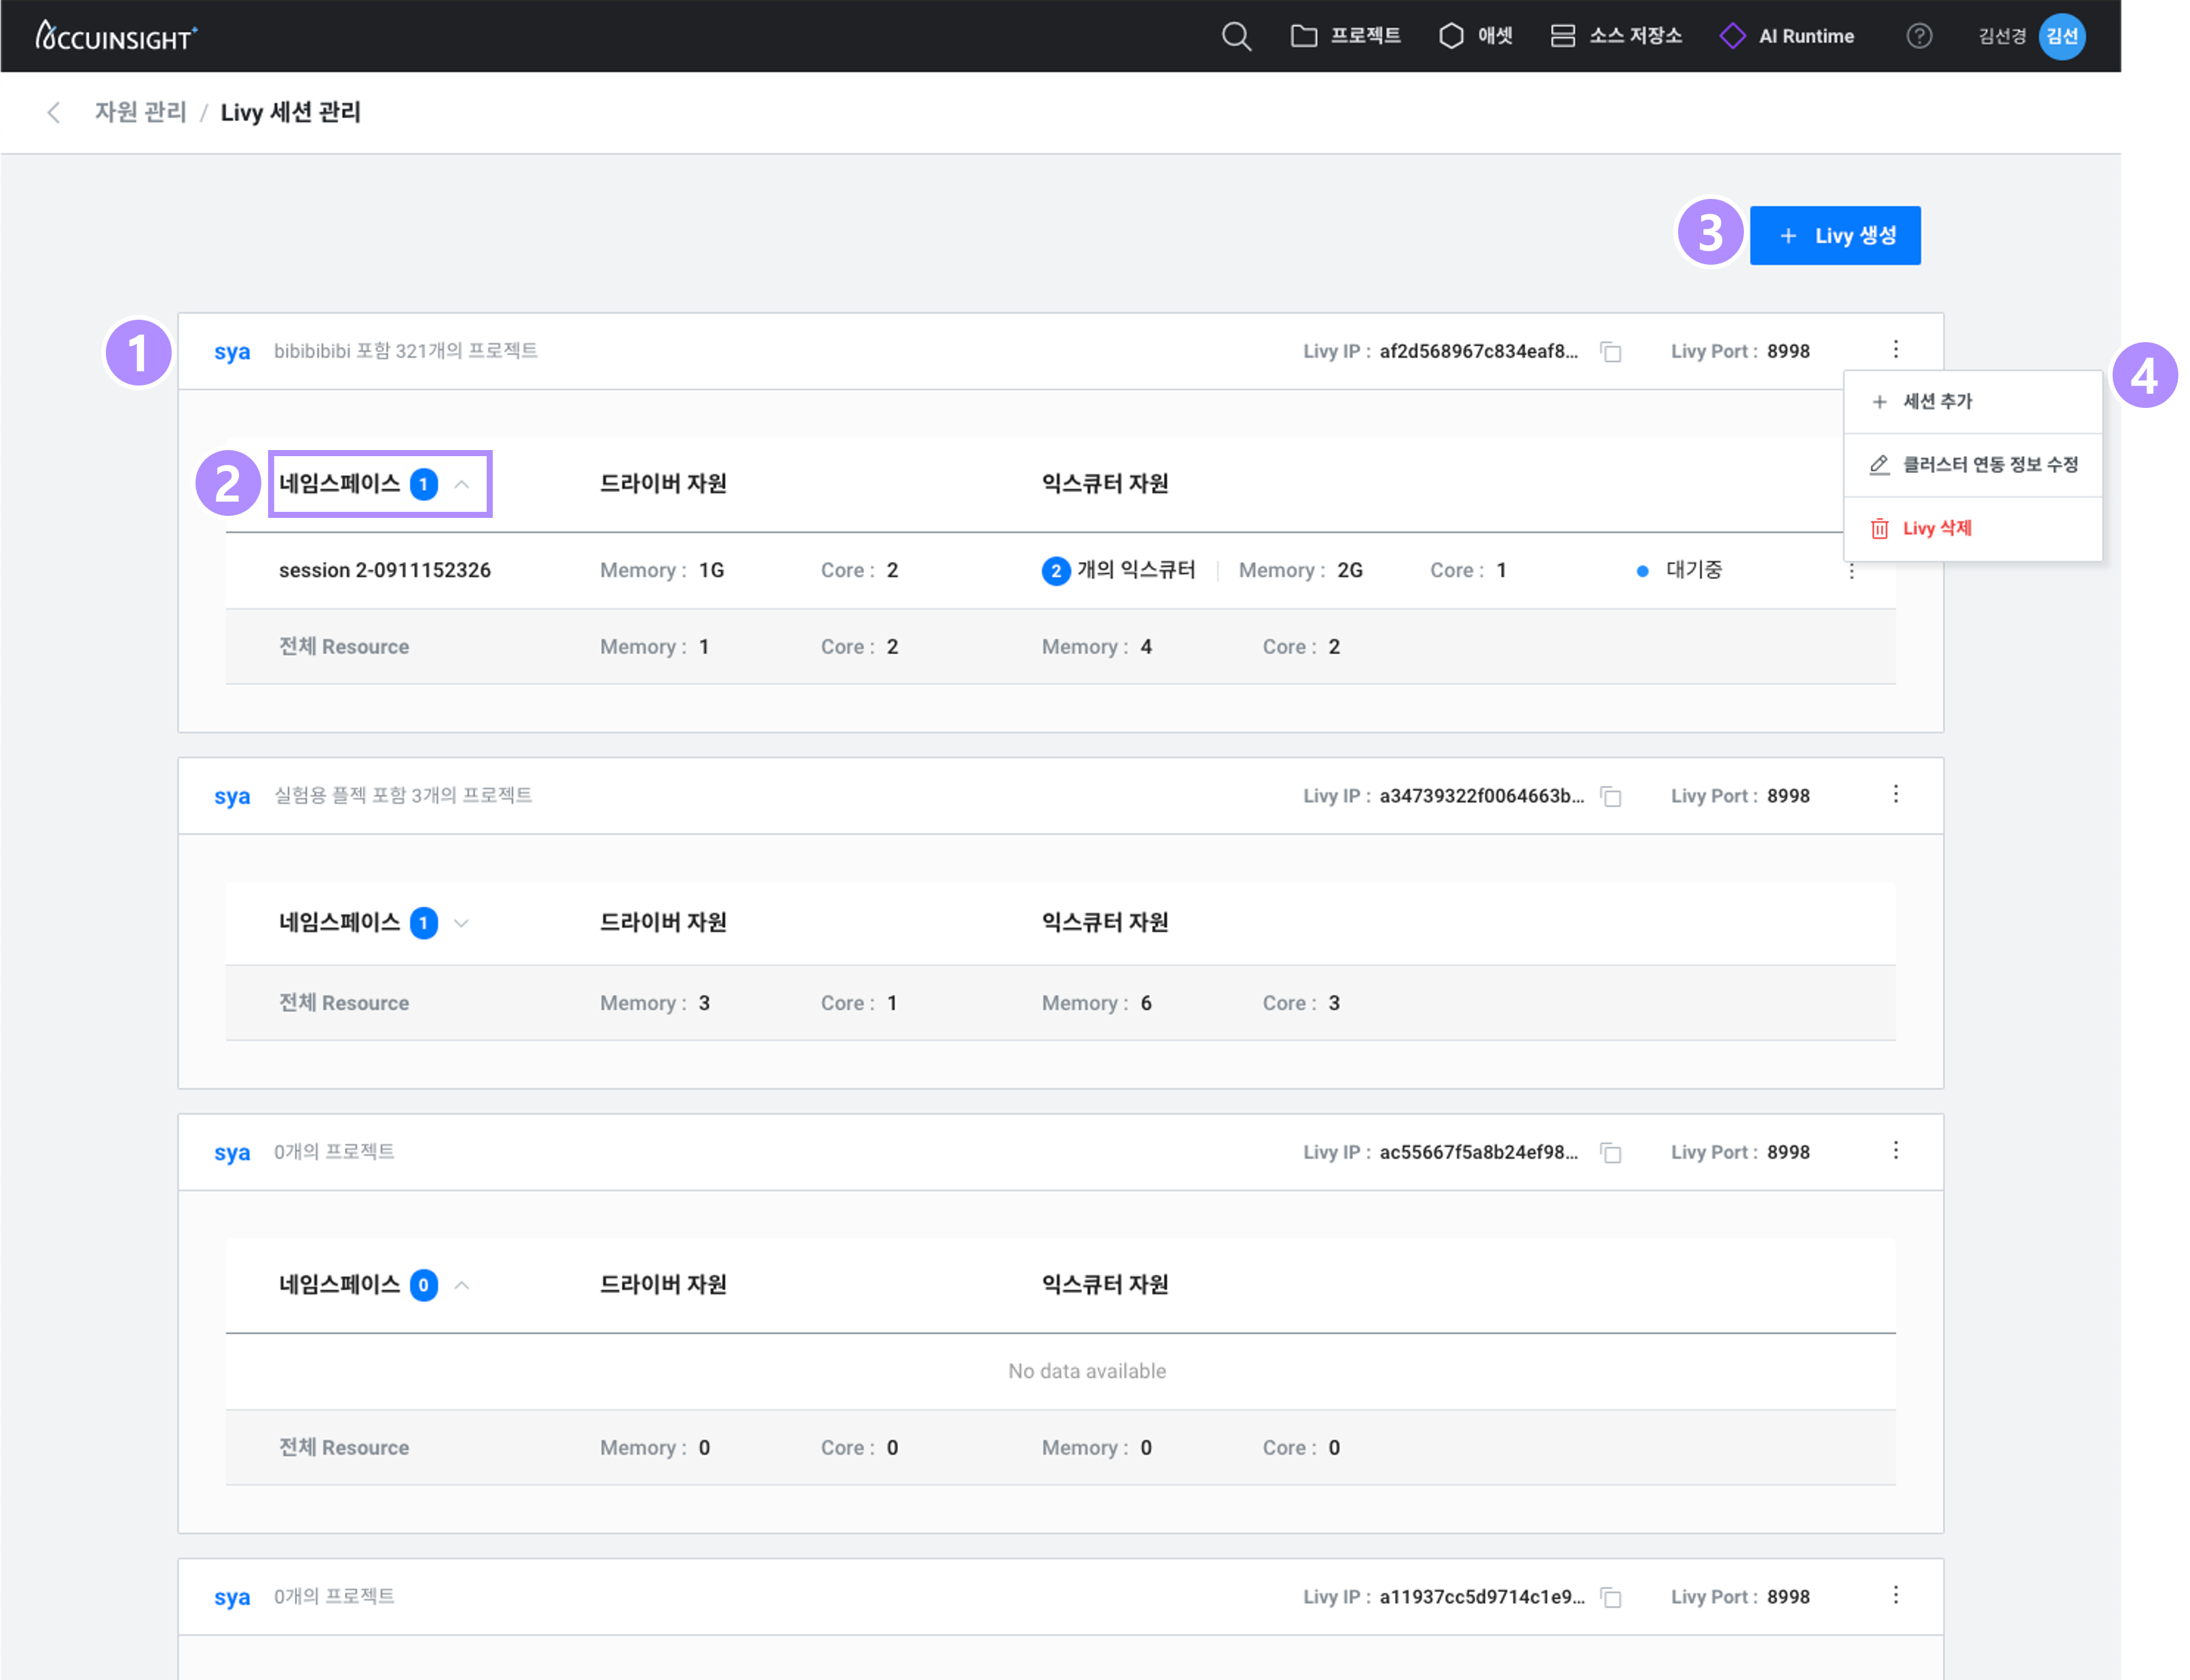 ACCUINSIGHT+ 프로젝트 애셋 소스 저장소 AI Runtime ? 김선경 김선
자원 관리 / Livy 세션 관리
3 + Livy 생성
1 sya bibibibibi 포함 321개의 프로젝트 Livy IP : af2d568967c834eaf8... Livy Port : 8998
4
+ 세션 추가
클러스터 연동 정보 수정
Livy 삭제
2 네임스페이스 1 드라이버 자원 익스큐터 자원
session 2-0911152326 Memory : 1G Core : 2 2 개의 익스큐터 Memory : 2G Core : 1 대기중
전체 Resource Memory : 1 Core : 2 Memory : 4 Core : 2
sya 실험용 플젝 포함 3개의 프로젝트 Livy IP : a34739322f0064663b... Livy Port : 8998
네임스페이스 1 드라이버 자원 익스큐터 자원
전체 Resource Memory : 3 Core : 1 Memory : 6 Core : 3
sya 0개의 프로젝트 Livy IP : ac55667f5a8b24ef98... Livy Port : 8998
네임스페이스 0 드라이버 자원 익스큐터 자원
No data available
전체 Resource Memory : 0 Core : 0 Memory : 0 Core : 0
sya 0개의 프로젝트 Livy IP : a11937cc5d9714c1e9... Livy Port : 8998